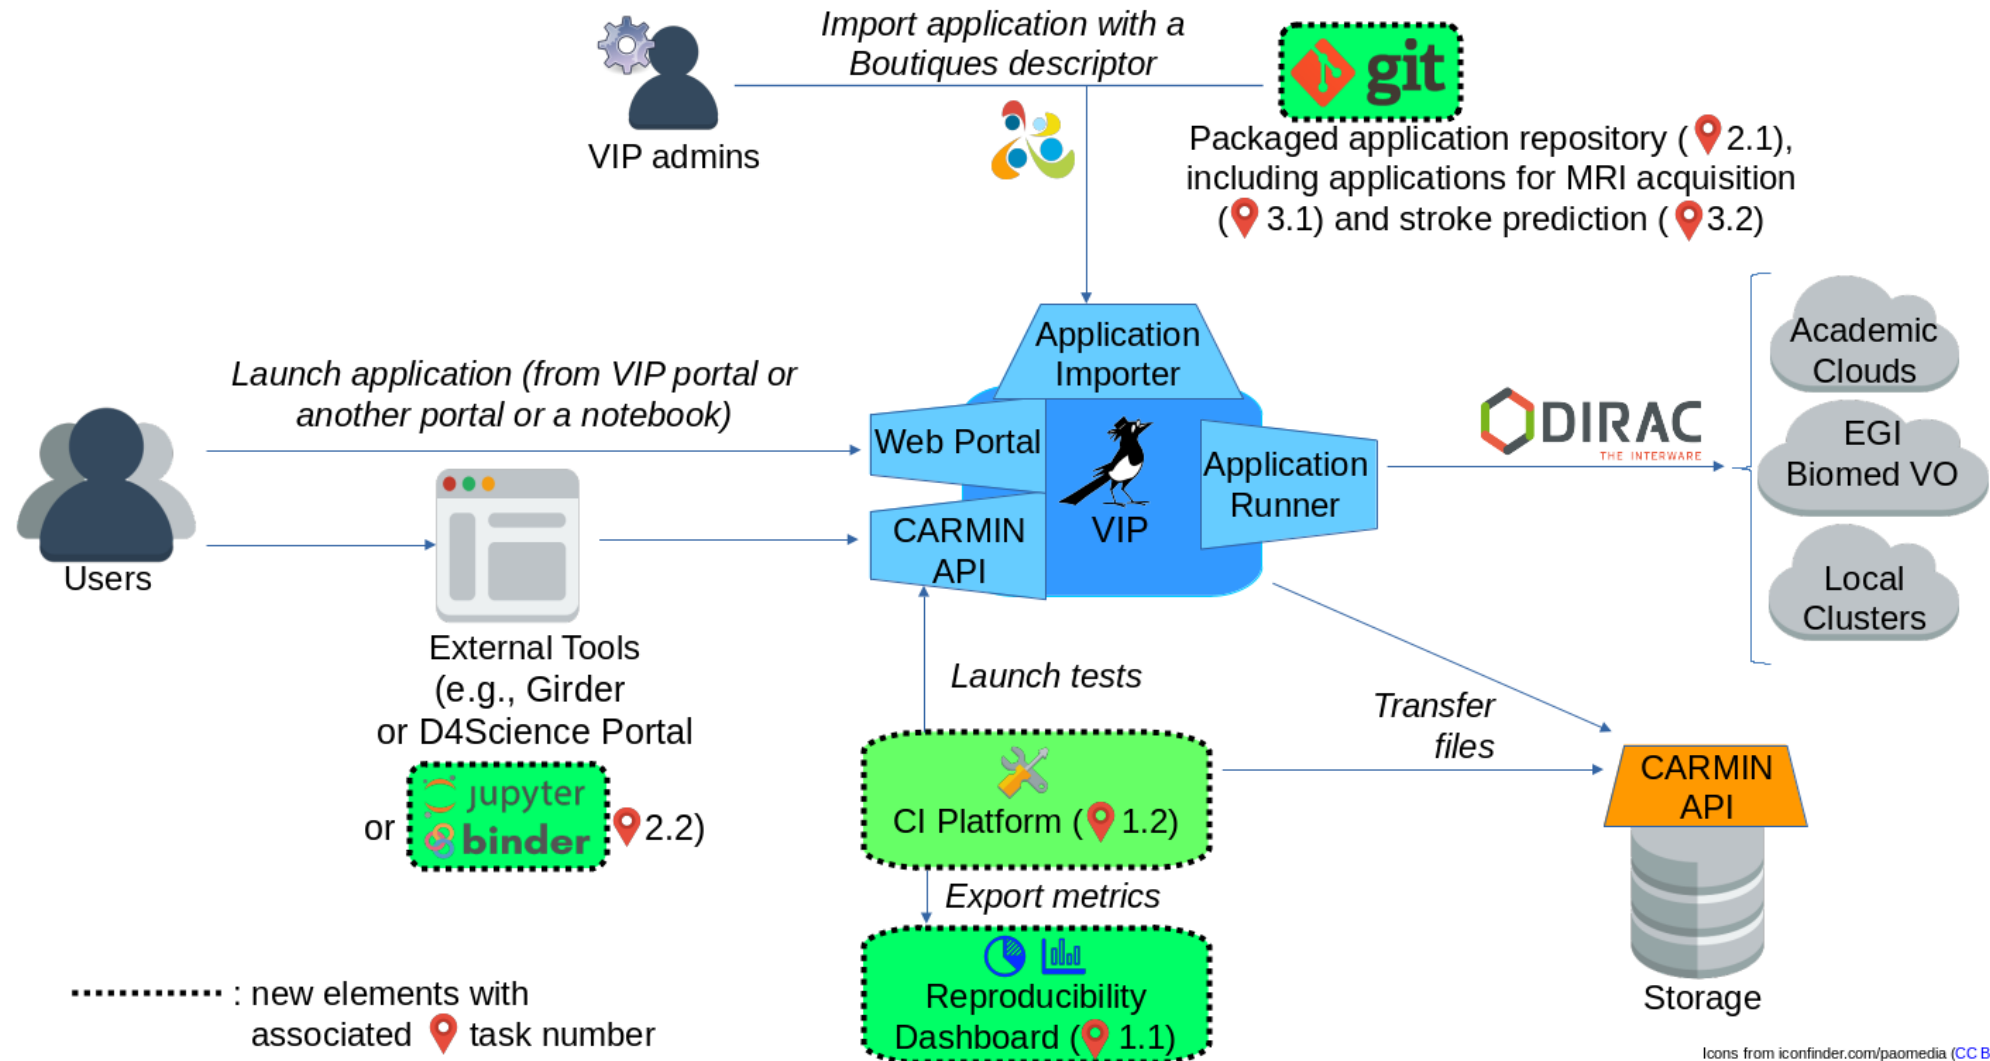 Import application with a
Boutiques descriptor
git
VIP admins
Packaged application repository ( 2.1),
including applications for MRI acquisition
( 3.1) and stroke prediction ( 3.2)
Application
Importer
Academic
Clouds
Launch application (from VIP portal or
another portal or a notebook)
DIRAC
THE INTERWARE
Web Portal
EGI
Biomed VO
Application
Runner
VIP
CARMIN
API
Users
Local
Clusters
External Tools
(e.g., Girder
or D4Science Portal
or jupyter
binder 2.2)
Launch tests
Transfer
files
CARMIN
API
CI Platform ( 1.2)
Export metrics
Reproducibility
Dashboard ( 1.1)
Storage
: new elements with
associated task number
Icons from iconfinder.com/paomedia (CC B